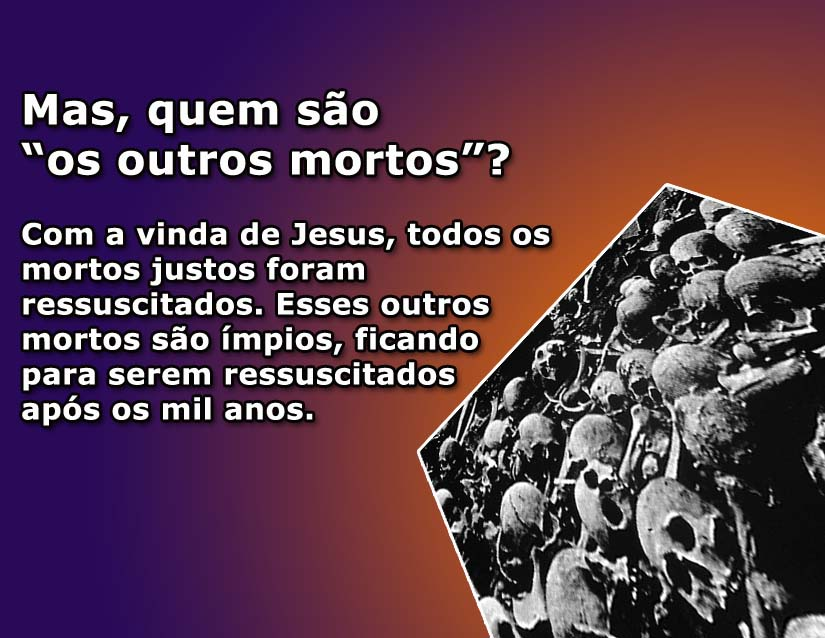 Mas, quem são
“os outros mortos”?
Com a vinda de Jesus, todos os
mortos justos foram
ressuscitados. Esses outros
mortos são ímpios, ficando
para serem ressuscitados
após os mil anos.